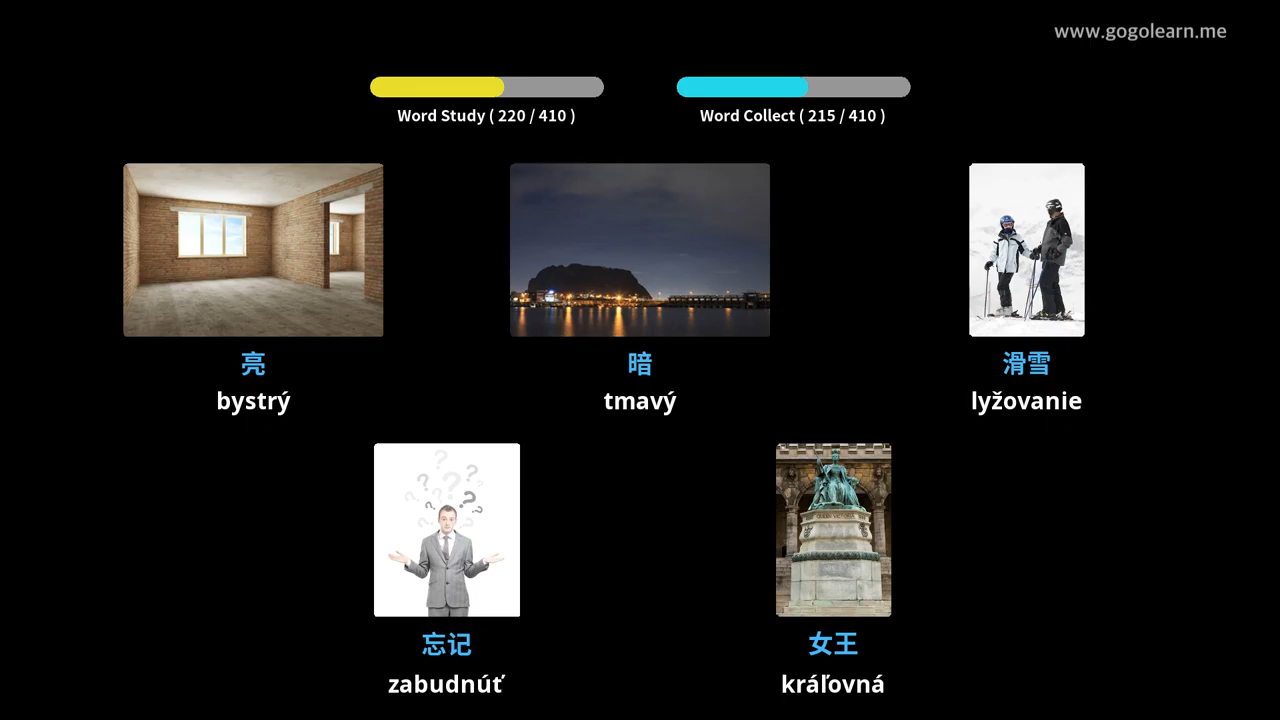 www.gogolearn.me
Word Study ( 220 / 410 )
Word Collect ( 215 / 410 )
亮
bystrý
暗
tmavý
滑雪
lyžovanie
忘记
zabudnúť
女王
kráľovná